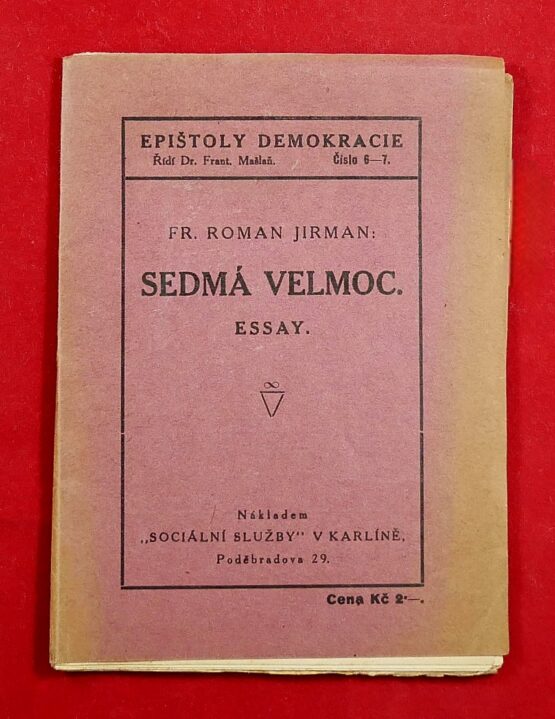 EPIŠTOLY DEMOKRACIE
Řídí Dr. Frant. Mašlaň. Číslo 6—7.
FR. ROMAN JIRMAN:
SEDMÁ VELMOC.
ESSAY.
Nákladem
„SOCIÁLNÍ SLUŽBY" V KARLÍNĚ,
Poděbradova 29.
Cena Kč 2·—.